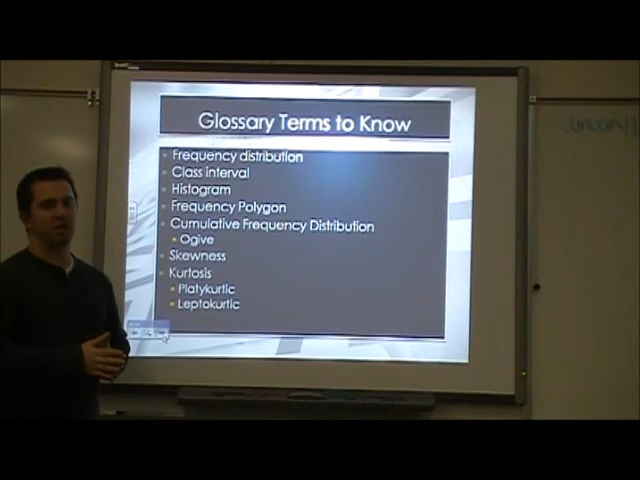 Glossary Terms to Know
Frequency distribution
Class interval
Histogram
Frequency Polygon
Cumulative Frequency Distribution
Ogive
Skewness
Kurtosis
Platykurtic
Leptokurtic
January